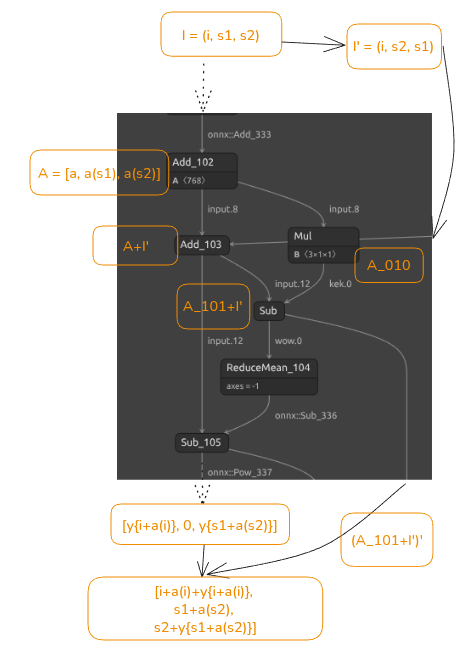 I = (i, s1, s2)
I' = (i, s2, s1)
onnx::Add_333
Add_102
A ⟨768⟩
A = [a, a(s1), a(s2)]
input.8
input.8
Mul
B ⟨3×1×1⟩
Add_103
A+I'
A_010
input.12
kek.0
A_101+I'
Sub
input.12
wow.0
ReduceMean_104
axes = -1
onnx::Sub_336
Sub_105
onnx::Pow_337
[y{i+a(i)}, 0, y{s1+a(s2)}]
(A_101+I')'
[i+a(i)+y{i+a(i)},
s1+a(s2),
s2+y{s1+a(s2)}]